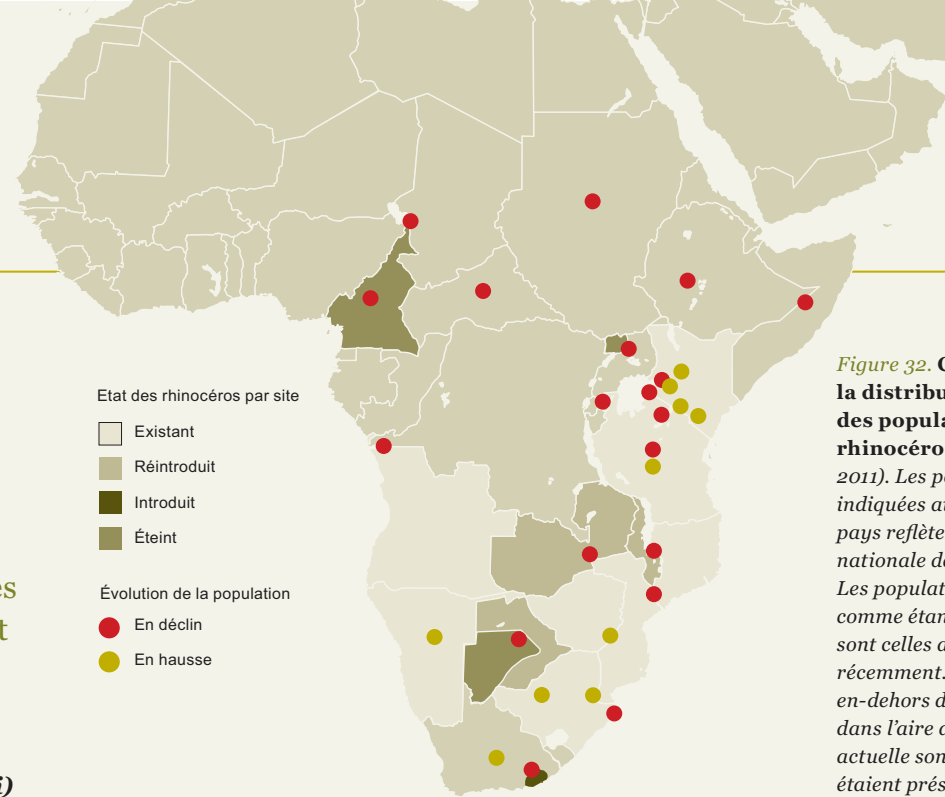 Etat des rhinocéros par site
Existant
Réintroduit
Introduit
Éteint
Évolution de la population
En déclin
En hausse
Figure 32.
la distribu
des popula
rhinocéro
2011). Les p
indiquées a
pays reflète
nationale d
Les populat
comme étan
sont celles d
récemment.
en-dehors d
dans l'aire d
actuelle son
étaient prés
es
t
i)